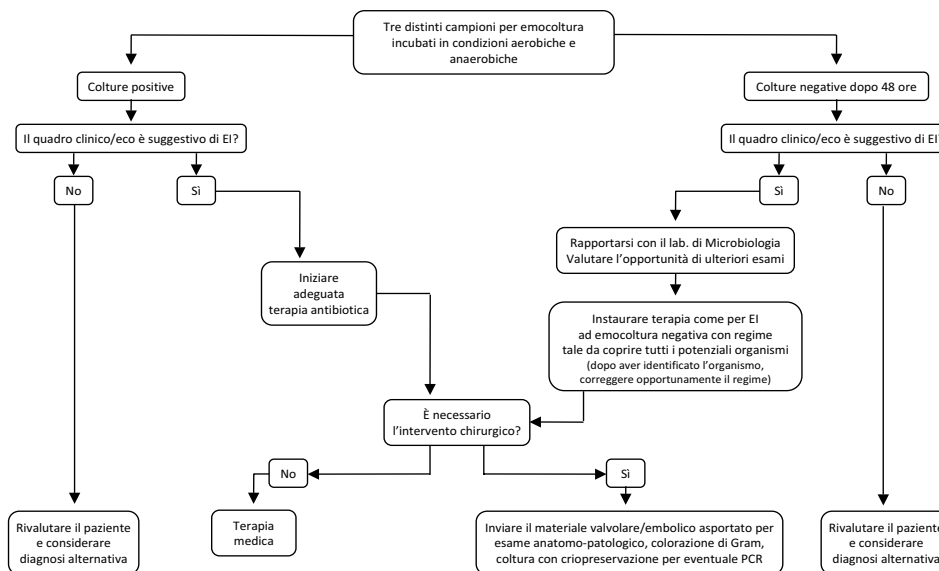 Tre distinti campioni per emocoltura
incubati in condizioni aerobiche e
anaerobiche
Colture positive
Colture negative dopo 48 ore
Il quadro clinico/eco è suggestivo di EI?
Il quadro clinico/eco è suggestivo di EI?
No
Sì
Sì
No
Rapportarsi con il lab. di Microbiologia
Valutare l’opportunità di ulteriori esami
Iniziare
adeguata
terapia antibiotica
Instaurare terapia come per EI
ad emocoltura negativa con regime
tale da coprire tutti i potenziali organismi
(dopo aver identificato l’organismo,
correggere opportunamente il regime)
È necessario
l’intervento chirurgico?
No
Sì
Rivalutare il paziente
e considerare
diagnosi alternativa
Terapia
medica
Inviare il materiale valvolare/embolico asportato per
esame anatomo-patologico, colorazione di Gram,
coltura con criopreservazione per eventuale PCR
Rivalutare il paziente
e considerare
diagnosi alternativa